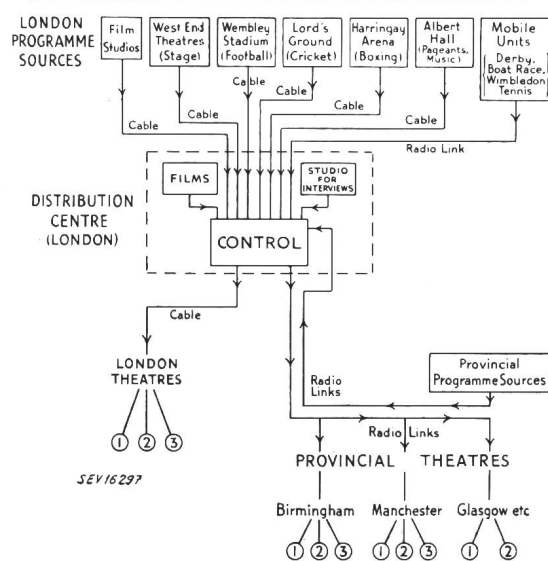 LONDON
PROGRAMME
SOURCES
Film
Studios
West End
Theatres
(Stage)
Wembley
Stadium
(Football)
Lord's
Ground
(Cricket)
Harringay
Arena
(Boxing)
Albert
Hall
(Pageants,
Music)
Mobile
Units
Derby,
Boat Race,
Wimbledon
Tennis
Cable
Cable
Cable
Cable
Cable
Cable
Radio Link
DISTRIBUTION
CENTRE
(LONDON)
FILMS
STUDIO
FOR
INTERVIEWS
CONTROL
Cable
LONDON
THEATRES
1 2 3
Radio
Links
Provincial
Programme Sources
Radio Links
PROVINCIAL THEATRES
SEV16297
Birmingham Manchester Glasgow etc
1 2 3 1 2 3 1 2